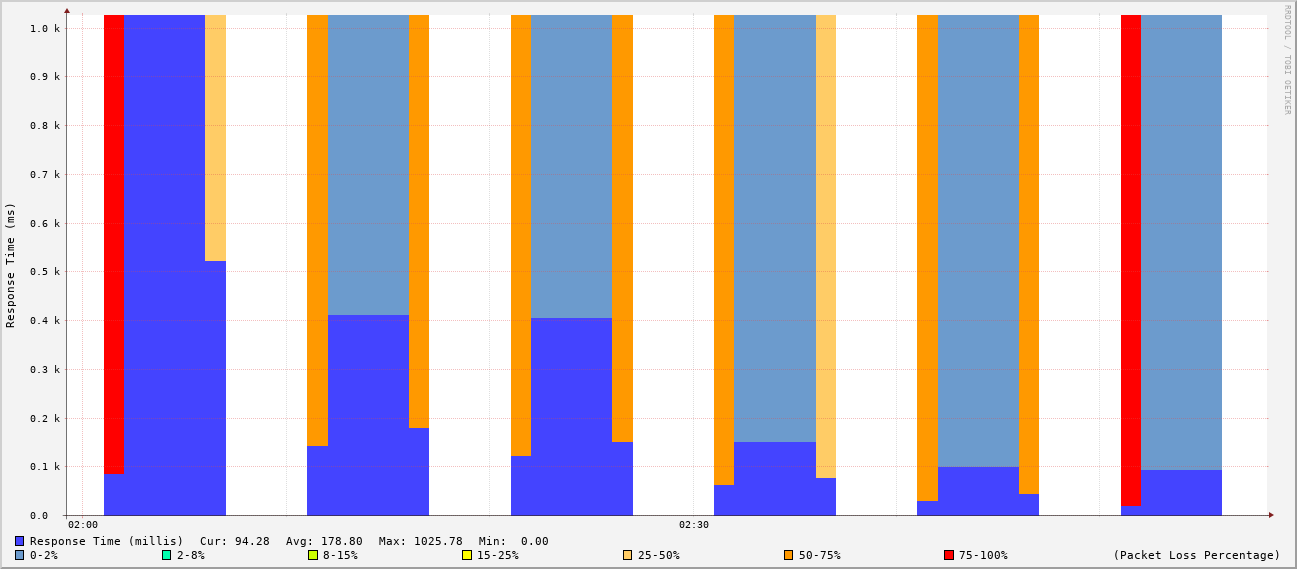 RRDTOOL / TOBI OETIKER
Response Time (ms)
1.0 k
0.9 k
0.8 k
0.7 k
0.6 k
0.5 k
0.4 k
0.3 k
0.2 k
0.1 k
0.0
02:00 02:30
Response Time (millis) Cur: 94.28 Avg: 178.80 Max: 1025.78 Min: 0.00
0-2% 2-8% 8-15% 15-25% 25-50% 50-75% 75-100% (Packet Loss Percentage)